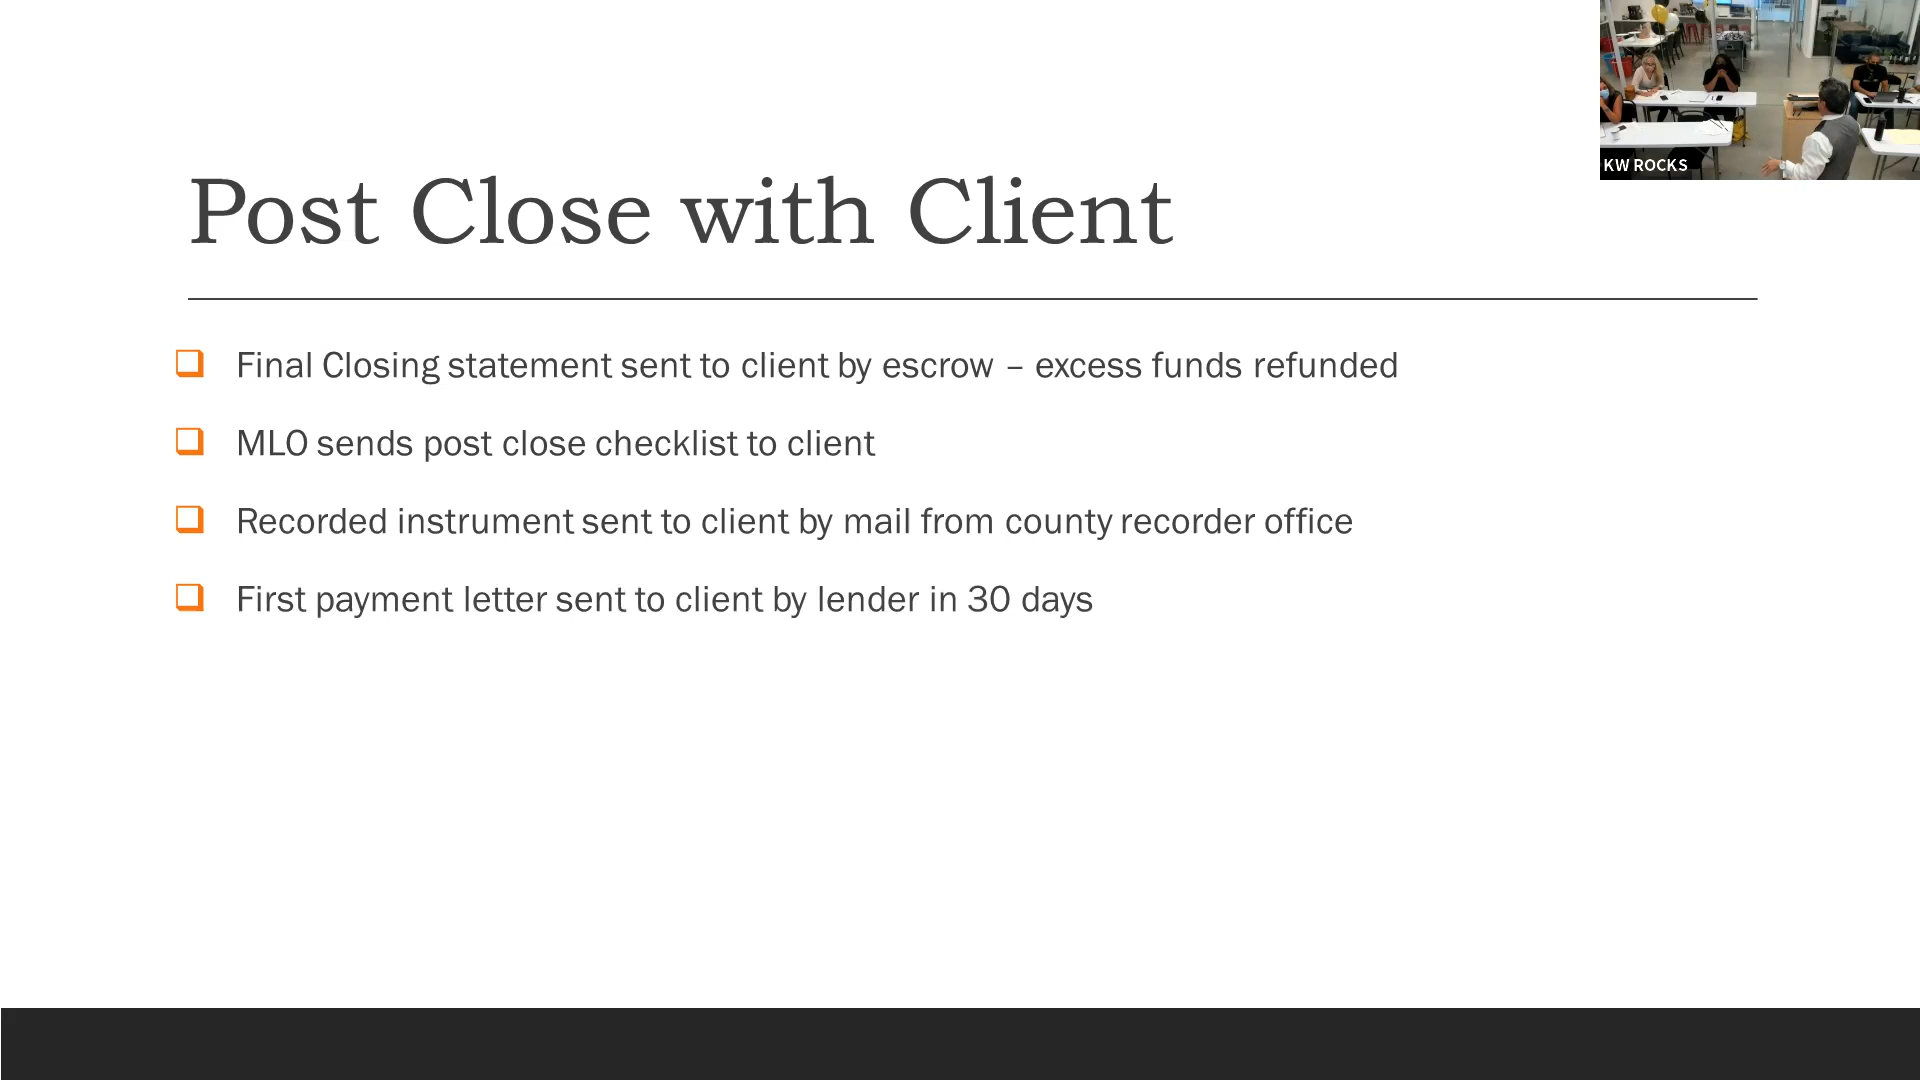 KW ROCKS
Post Close with Client
Final Closing statement sent to client by escrow – excess funds refunded
MLO sends post close checklist to client
Recorded instrument sent to client by mail from county recorder office
First payment letter sent to client by lender in 30 days